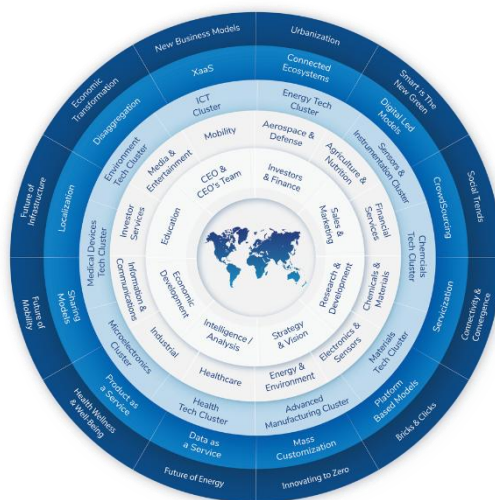 New Business Models
Urbanization
Smart is The
New Green
Social Trends
Connectivity &
Convergence
Bricks & Clicks
Innovating to Zero
Future of Energy
Health Wellness
& Well-Being
Future of
Mobility
Future of
Infrastructure
Economic
Transformation
XaaS
Connected
Ecosystems
Digital Led
Models
CrowdSourcing
Servicization
Platform
Based Models
Mass
Customization
Data as
a Service
Product as
a Service
Sharing
Models
Localization
Disaggregation
ICT
Cluster
Energy Tech
Cluster
Sensors &
Instrumentation Cluster
Chemcials
Tech Cluster
Materials
Tech Cluster
Advanced
Manufacturing Cluster
Health
Tech Cluster
Microelectronics
Cluster
Medical Devices
Tech Cluster
Environment
Tech Cluster
Mobility
Aerospace &
Defense
Agriculture &
Nutrition
Financial
Services
Chemicals &
Materials
Electronics &
Sensors
Energy &
Environment
Healthcare
Industrial
Information &
Communications
Investor
Services
Media &
Entertainment
CEO &
CEO's Team
Investors
& Finance
Sales &
Marketing
Research &
Development
Strategy
& Vision
Intelligence /
Analysis
Economic
Development
Education